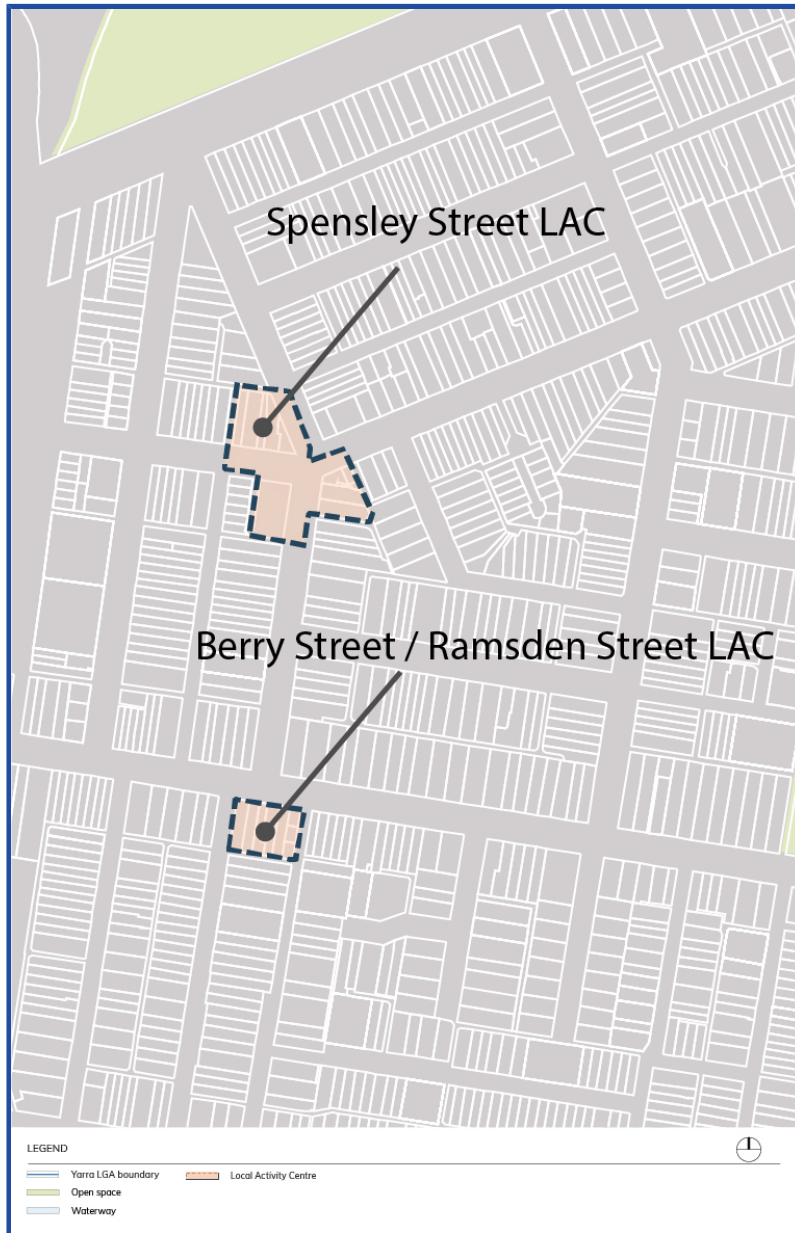 Spensley Street LAC
Berry Street / Ramsden Street LAC
LEGEND
Yarra LGA boundary
Local Activity Centre
Open space
Waterway